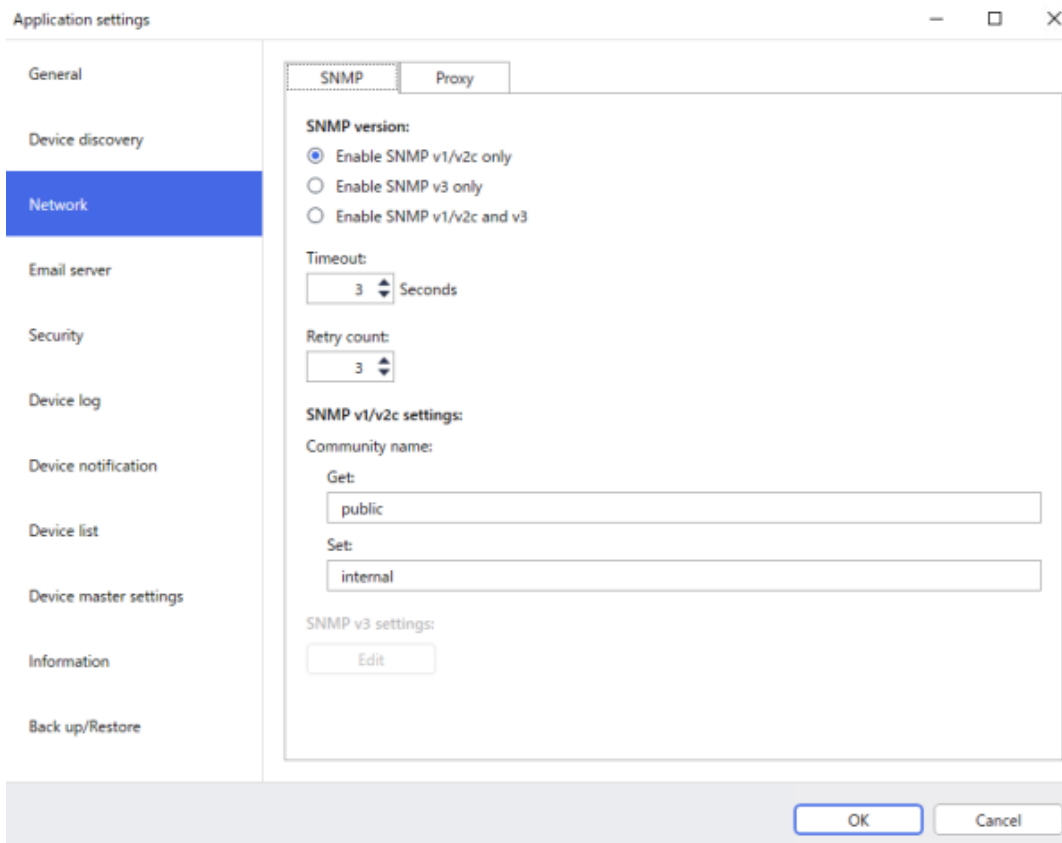 Application settings
General
Device discovery
Network
Email server
Security
Device log
Device notification
Device list
Device master settings
Information
Back up/Restore
SNMP
Proxy
SNMP version:
Enable SNMP v1/v2c only
Enable SNMP v3 only
Enable SNMP v1/v2c and v3
Timeout:
3 Seconds
Retry count:
3
SNMP v1/v2c settings:
Community name:
Get:
public
Set:
internal
SNMP v3 settings:
Edit
OK
Cancel